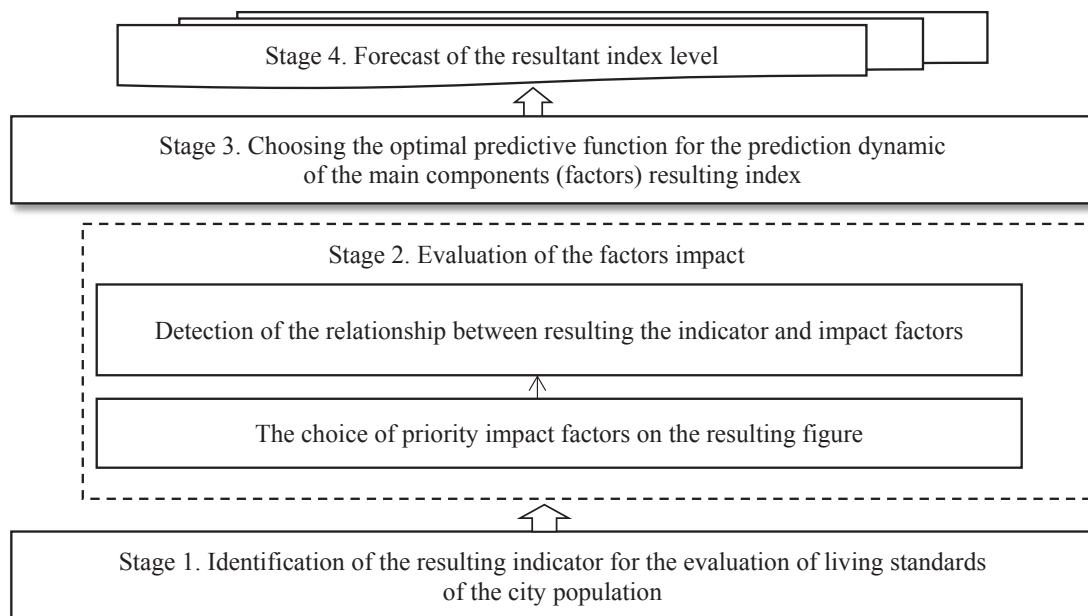 Stage 4. Forecast of the resultant index level
Stage 3. Choosing the optimal predictive function for the prediction dynamic
of the main components (factors) resulting index
Stage 2. Evaluation of the factors impact
Detection of the relationship between resulting the indicator and impact factors
The choice of priority impact factors on the resulting figure
Stage 1. Identification of the resulting indicator for the evaluation of living standards
of the city population